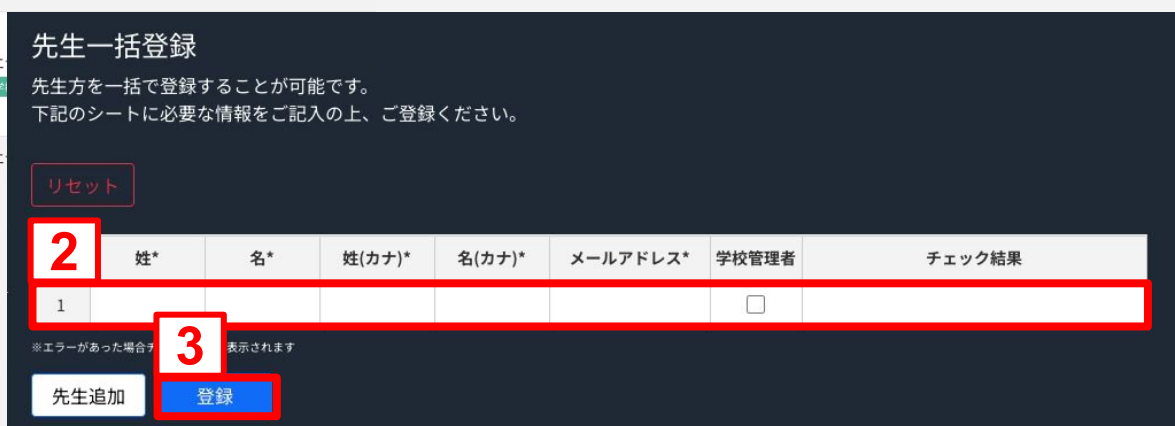 先生一括登録
先生方を一括で登録することが可能です。
下記のシートに必要な情報をご記入の上、ご登録ください。
リセット
2 姓* 名* 姓(カナ)* 名(カナ)* メールアドレス* 学校管理者 チェック結果
1
※エラーがあった場合 表示されます
3
先生追加 登録